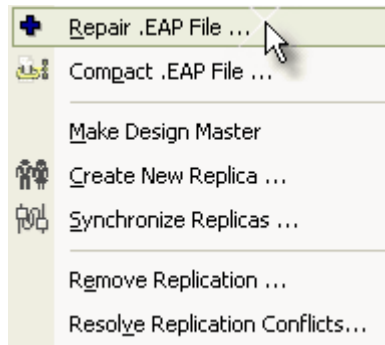 Repair .EAP File ...
Compact .EAP File ...
Make Design Master
Create New Replica ...
Synchronize Replicas ...
Remove Replication ...
Resolve Replication Conflicts...